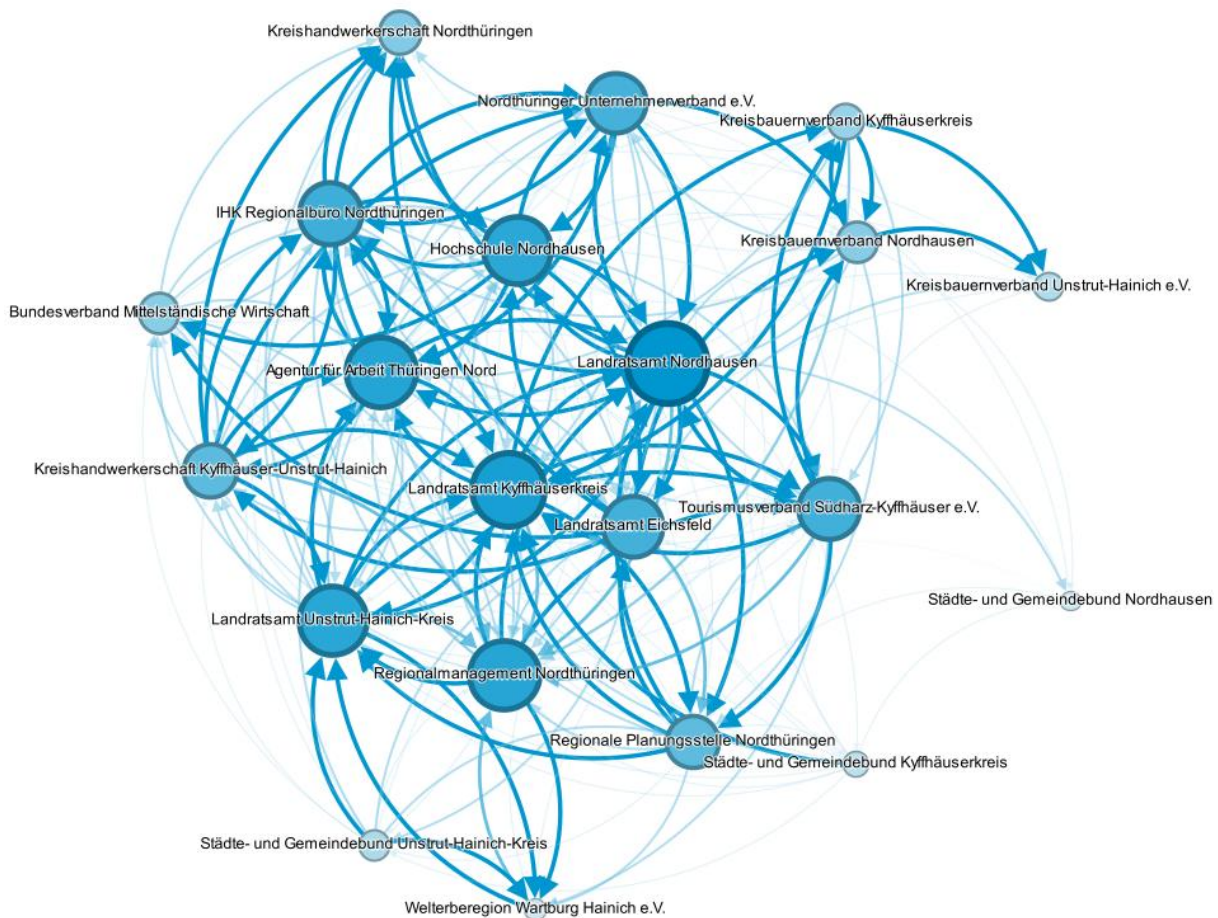 Kreishandwerkerschaft Nordthüringen
Nordthüringer Unternehmerverband e.V.
Kreisbauernverband Kyffhäuserkreis
IHK Regionalbüro Nordthüringen
Hochschule Nordhausen
Kreisbauernverband Nordhausen
Kreisbauernverband Unstrut-Hainich e.V.
Bundesverband Mittelständische Wirtschaft
Landratsamt Nordhausen
Agentur für Arbeit Thüringen Nord
Kreishandwerkerschaft Kyffhäuser-Unstrut-Hainich
Landratsamt Kyffhäuserkreis
Tourismusverband Südharz-Kyffhäuser e.V.
Landratsamt Eichsfeld
Städte- und Gemeindebund Nordhausen
Landratsamt Unstrut-Hainich-Kreis
Regionalmanagement Nordthüringen
Regionale Planungsstelle Nordthüringen
Städte- und Gemeindebund Kyffhäuserkreis
Städte- und Gemeindebund Unstrut-Hainich-Kreis
Welterberegion Wartburg Hainich e.V.